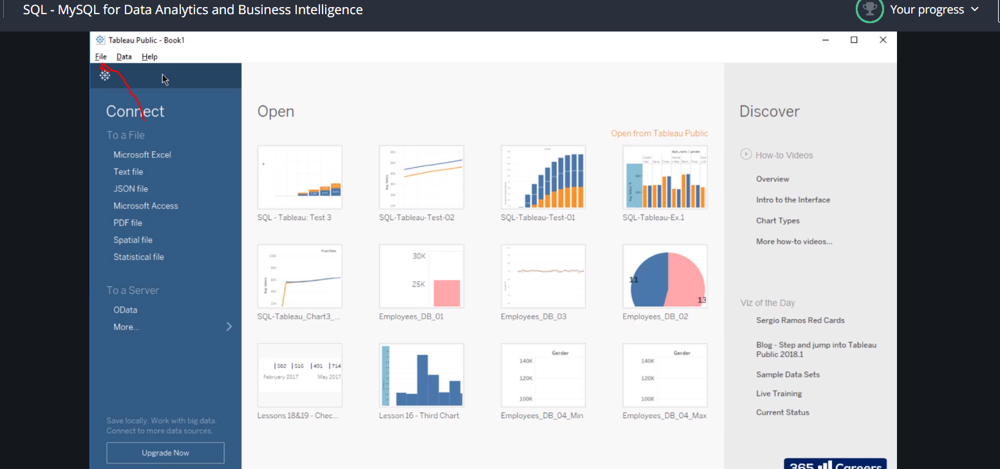 SQL - MySQL for Data Analytics and Business Intelligence
Your progress
Tableau Public - Book1
File Data Help
Connect
To a File
Microsoft Excel
Text file
JSON file
Microsoft Access
PDF file
Spatial file
Statistical file
To a Server
OData
More...
Save locally. Work with big data.
Connect to more data sources.
Upgrade Now
Open
Open from Tableau Public
SQL - Tableau: Test 3
SQL-Tableau-Test-02
SQL-Tableau-Test-01
dept_name / gender
SQL-Tableau-Ex.1
From Date
SQL-Tableau_Chart3_...
30K
25K
Employees_DB_01
Employees_DB_03
11
13
Employees_DB_02
502 516 491 714
February 2017 May 2017
Lessons 18&19 - Chec...
Lesson 16 - Third Chart
Gerder
140K
120K
100K
Employees_DB_04_Min
Gerder
140K
120K
100K
Employees_DB_04_Max
Discover
How-to Videos
Overview
Intro to the Interface
Chart Types
More how-to videos...
Viz of the Day
Sergio Ramos Red Cards
Blog - Step and jump into Tableau
Public 2018.1
Sample Data Sets
Live Training
Current Status
365 Careers